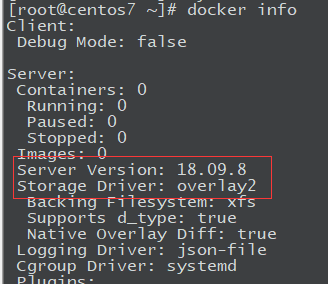 [root@centos7 ~]# docker info
Client:
 Debug Mode: false

Server:
 Containers: 0
  Running: 0
  Paused: 0
  Stopped: 0
 Images: 0
 Server Version: 18.09.8
 Storage Driver: overlay2
  Backing Filesystem: xfs
  Supports d_type: true
  Native Overlay Diff: true
 Logging Driver: json-file
 Cgroup Driver: systemd
 Plugins: